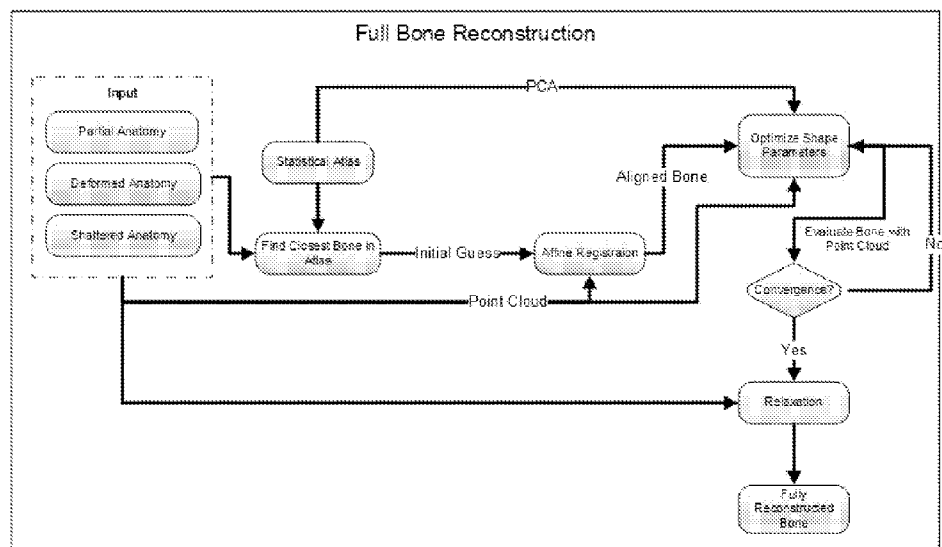 Full Bone Reconstruction
Input
Partial Anatomy
Deformed Anatomy
Shattered Anatomy
PCA
Statistical Atlas
Find Closest Bone in
Atlas
Initial Guess
Affine Registraion
Aligned Bone
Point Cloud
Optimize Shape
Parameters
Evaluate Bone with
Point Cloud
No
Convergence?
Yes
Relaxation
Fully
Reconstructed
Bone